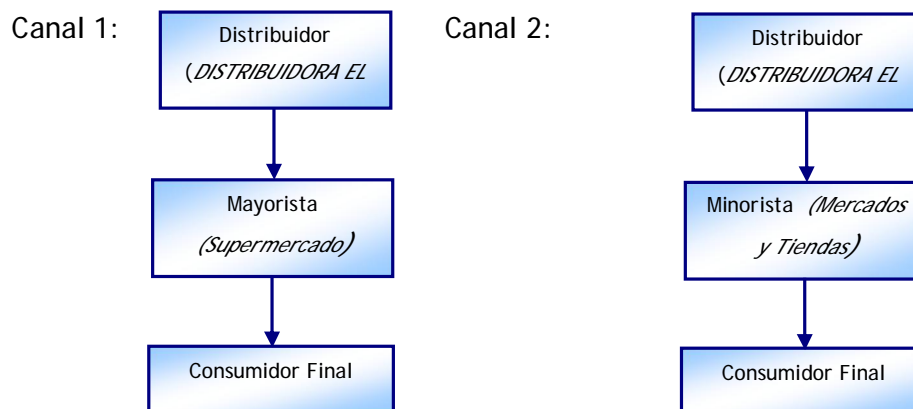 Canal 1:
Distribuidor
(DISTRIBUIDORA EL
Mayorista
(Supermercado)
Consumidor Final
Canal 2:
Distribuidor
(DISTRIBUIDORA EL
Minorista (Mercados
y Tiendas)
Consumidor Final